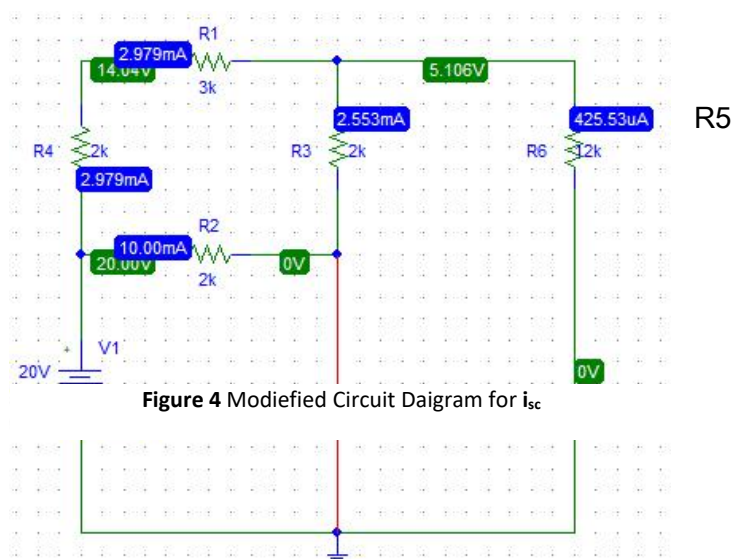 R1
2.979mA
14.04V
3k
5.106V
2.553mA
425.53uA
R5
R4
2k
R3
2k
R6
12k
2.979mA
R2
10.00mA
20.00V
0V
2k
+
V1
20V
0V
Figure 4 Modiefied Circuit Daigram for isc